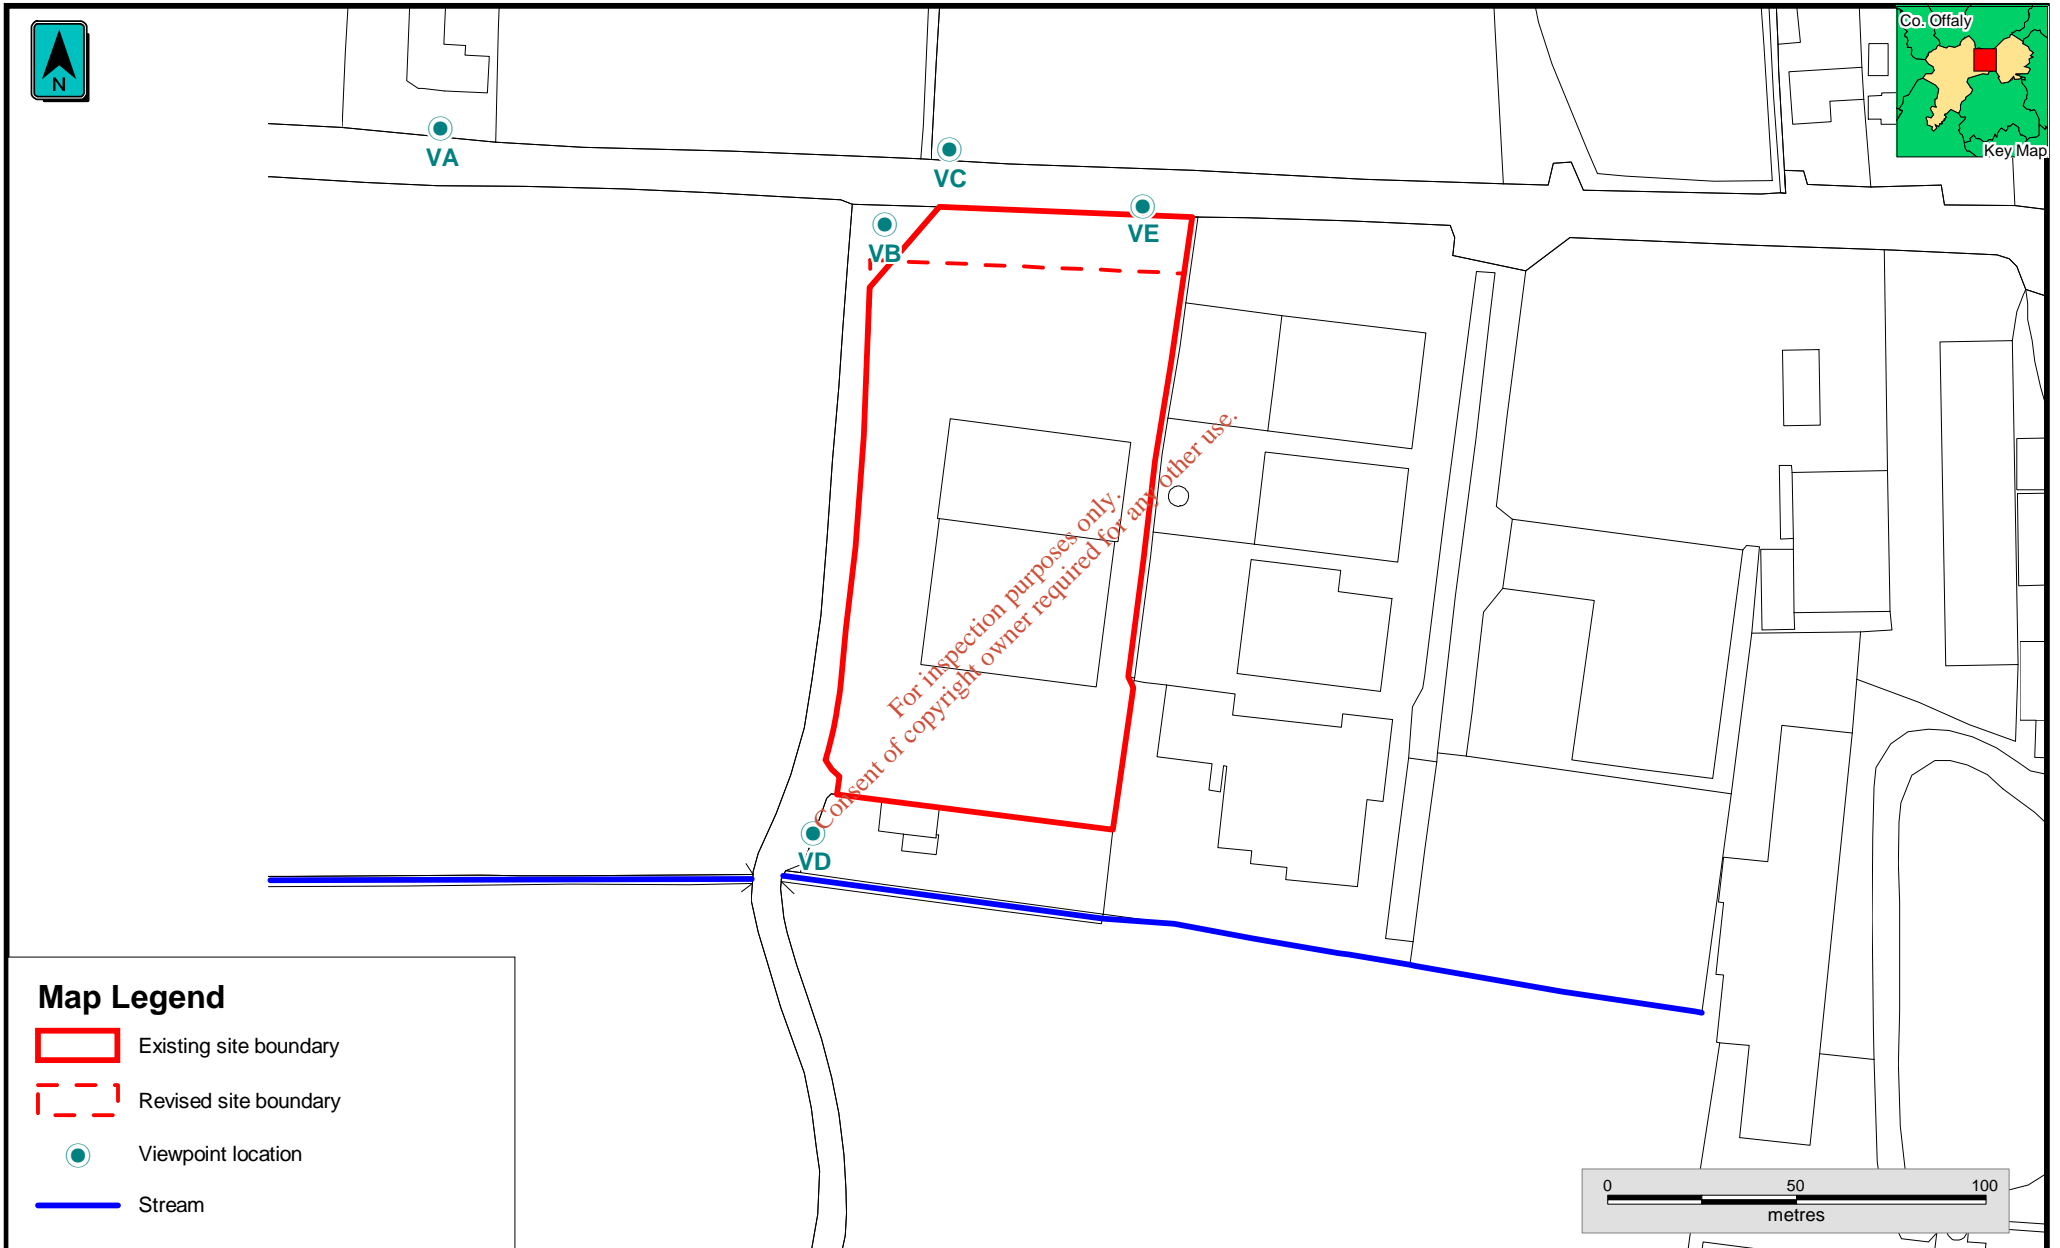 Co. Offaly
Key Map
N
VA
VC
VB
VE
For inspection purposes only.
Consent of copyright owner required for any other use.
VD
Map Legend
Existing site boundary
Revised site boundary
Viewpoint location
Stream
0 50 100
metres